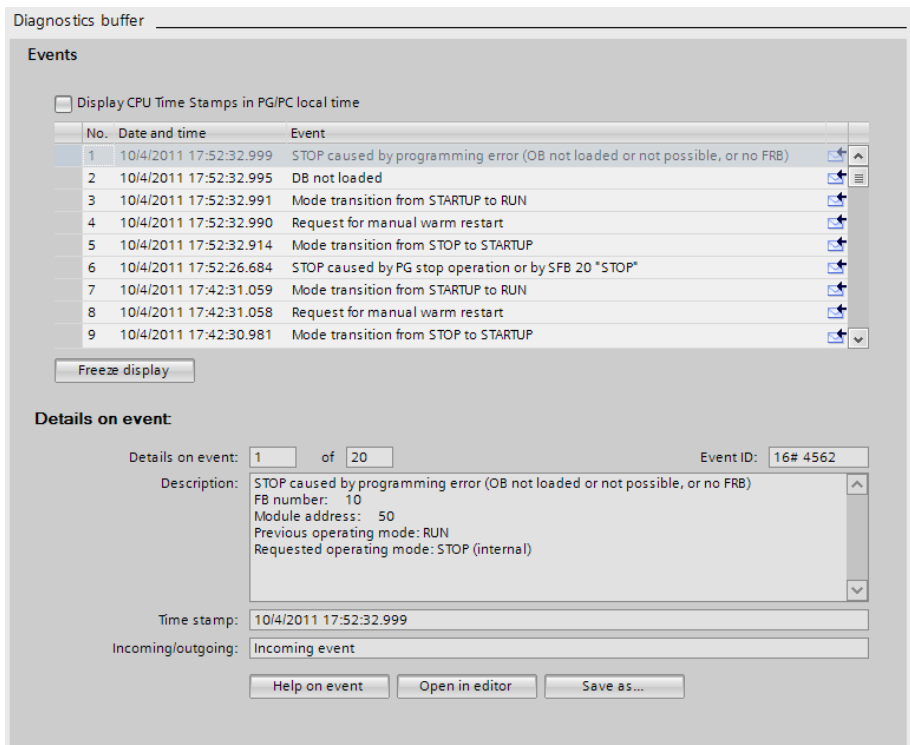 Diagnostics buffer
Events
Display CPU Time Stamps in PG/PC local time
No. Date and time Event
1 10/4/2011 17:52:32.999 STOP caused by programming error (OB not loaded or not possible, or no FRB)
2 10/4/2011 17:52:32.995 DB not loaded
3 10/4/2011 17:52:32.991 Mode transition from STARTUP to RUN
4 10/4/2011 17:52:32.990 Request for manual warm restart
5 10/4/2011 17:52:32.914 Mode transition from STOP to STARTUP
6 10/4/2011 17:52:26.684 STOP caused by PG stop operation or by SFB 20 "STOP"
7 10/4/2011 17:42:31.059 Mode transition from STARTUP to RUN
8 10/4/2011 17:42:31.058 Request for manual warm restart
9 10/4/2011 17:42:30.981 Mode transition from STOP to STARTUP
Freeze display
Details on event:
Details on event: 1 of 20 Event ID: 16# 4562
Description: STOP caused by programming error (OB not loaded or not possible, or no FRB)
FB number: 10
Module address: 50
Previous operating mode: RUN
Requested operating mode: STOP (internal)
Time stamp: 10/4/2011 17:52:32.999
Incoming/outgoing: Incoming event
Help on event Open in editor Save as...